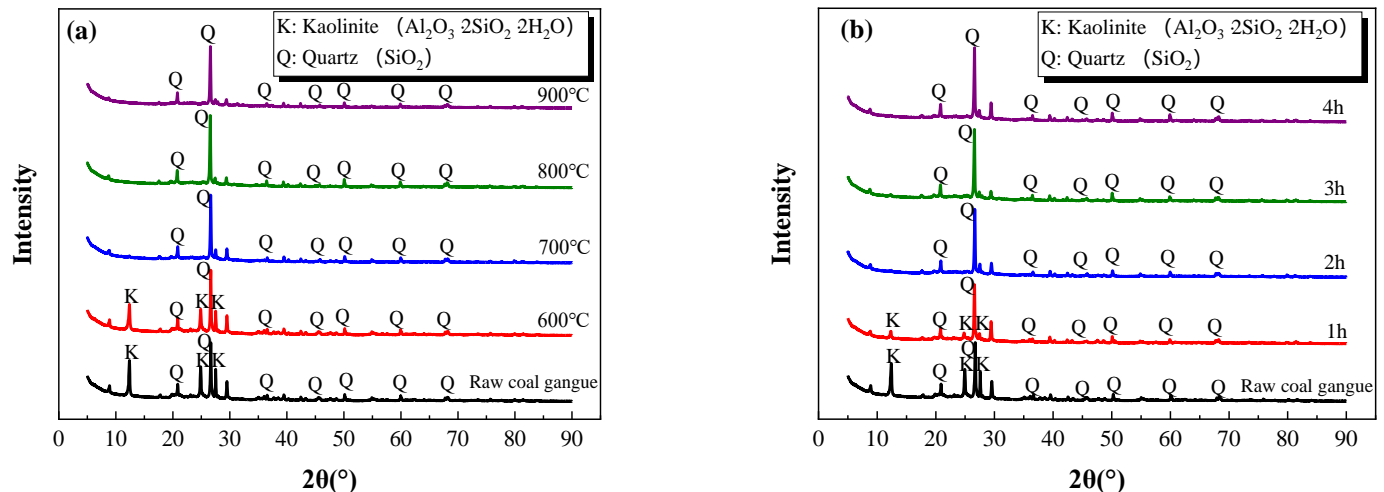 (a)
K: Kaolinite （Al₂O₃·2SiO₂·2H₂O）
Q: Quartz （SiO₂）
Q
Q Q Q Q Q Q
900°C
Q
Q Q Q Q Q Q
800°C
Q
Q Q Q Q Q Q
700°C
Q
K Q K K Q Q Q Q Q
600°C
Q
K Q K K Q Q Q Q Q
Raw coal gangue
Intensity
0 10 20 30 40 50 60 70 80 90
2θ(°)
(b)
K: Kaolinite （Al₂O₃·2SiO₂·2H₂O）
Q: Quartz （SiO₂）
Q
Q Q Q Q Q Q
4h
Q
Q Q Q Q Q Q
3h
Q
Q Q Q Q Q Q
2h
Q
K Q K K Q Q Q Q Q
1h
Q
K Q K K Q Q Q Q Q
Raw coal gangue
Intensity
0 10 20 30 40 50 60 70 80 90
2θ(°)